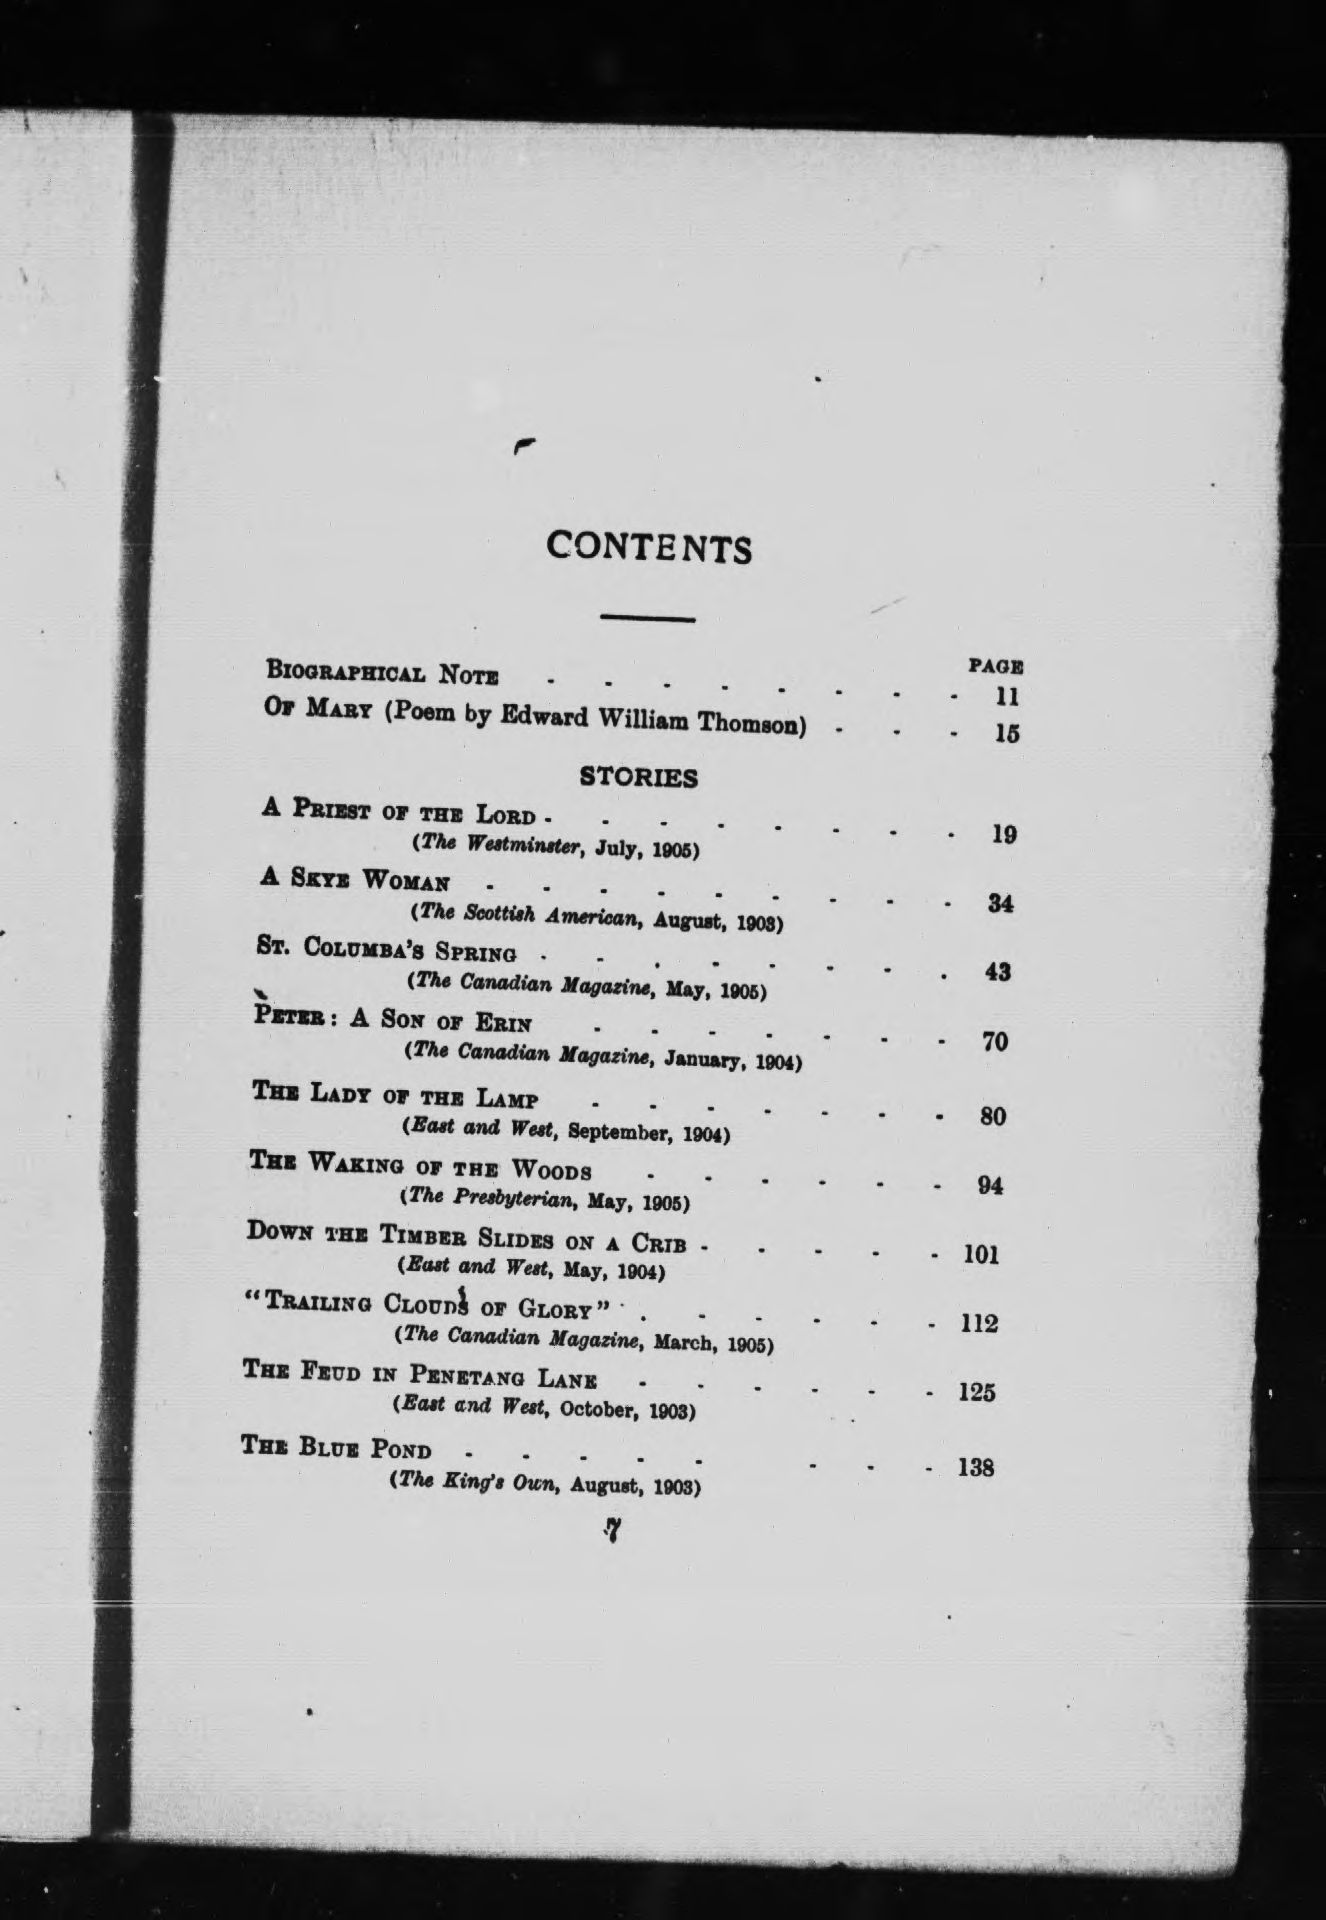 CONTENTS
PAGE
BIOGRAPHICAL NOTE - - - - - - - - 11
OF MARY (Poem by Edward William Thomson) - - - 15
STORIES
A PRIEST OF THE LORD - - - - - - - - 19
(The Westminster, July, 1905)
A SKYE WOMAN - - - - - - - - - 34
(The Scottish American, August, 1903)
ST. COLUMBA'S SPRING - - - - - - - - 43
(The Canadian Magazine, May, 1905)
PETER: A SON OF ERIN - - - - - - - 70
(The Canadian Magazine, January, 1904)
THE LADY OF THE LAMP - - - - - - - 80
(East and West, September, 1904)
THE WAKING OF THE WOODS - - - - - - 94
(The Presbyterian, May, 1905)
DOWN THE TIMBER SLIDES ON A CRIB - - - - - 101
(East and West, May, 1904)
"TRAILING CLOUDS OF GLORY" - - - - - - - 112
(The Canadian Magazine, March, 1905)
THE FEUD IN PENETANG LANE - - - - - - 125
(East and West, October, 1903)
THE BLUE POND - - - - - - - - 138
(The King's Own, August, 1903)
7